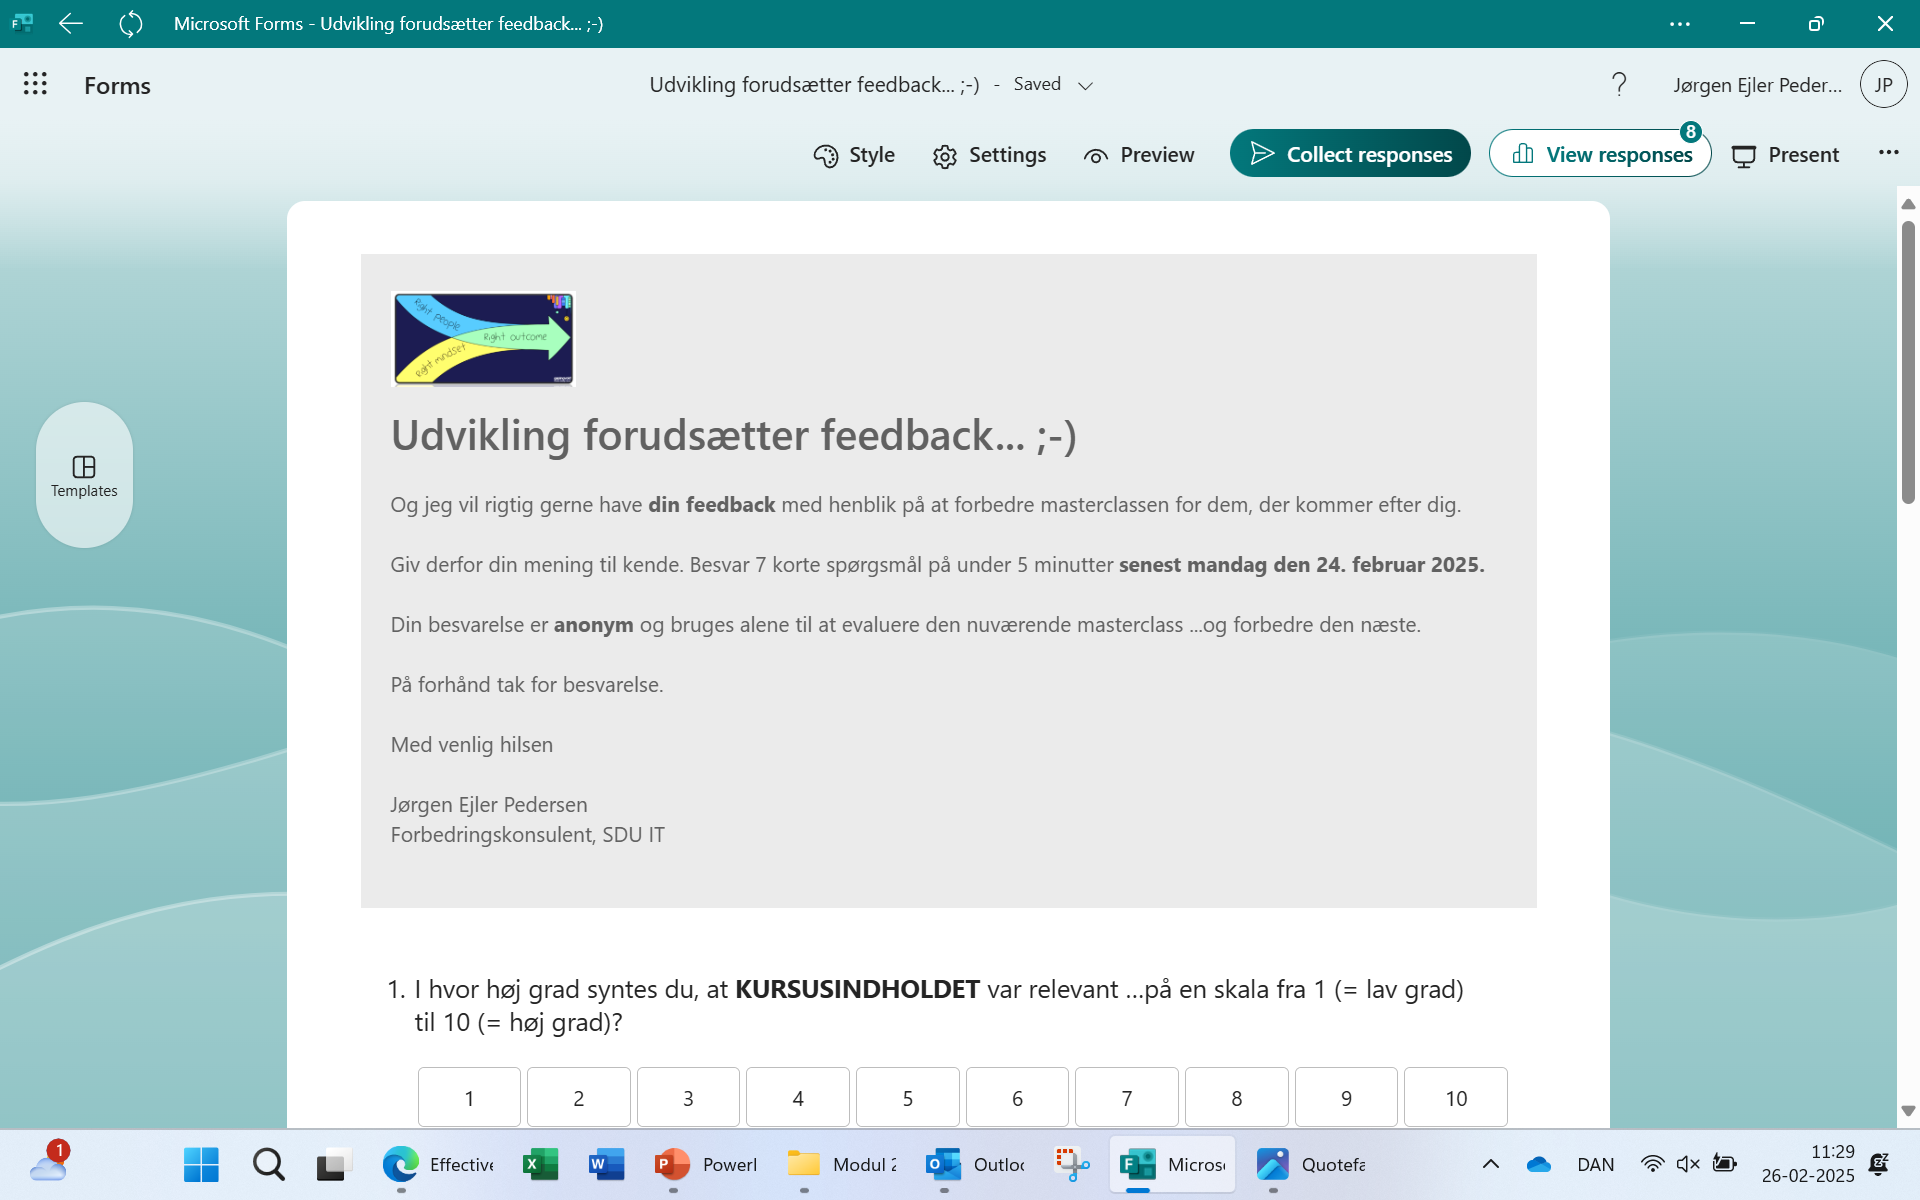 Microsoft Forms - Udvikling forudsætter feedback... ;-)
Forms
Udvikling forudsætter feedback... ;-) - Saved
?
Jørgen Ejler Peder...
JP
Style
Settings
Preview
Collect responses
View responses
8
Present
Templates
Right people
Right mindset
Right outcome
Udvikling forudsætter feedback... ;-)
Og jeg vil rigtig gerne have din feedback med henblik på at forbedre masterclassen for dem, der kommer efter dig.
Giv derfor din mening til kende. Besvar 7 korte spørgsmål på under 5 minutter senest mandag den 24. februar 2025.
Din besvarelse er anonym og bruges alene til at evaluere den nuværende masterclass ...og forbedre den næste.
På forhånd tak for besvarelse.
Med venlig hilsen
Jørgen Ejler Pedersen
Forbedringskonsulent, SDU IT
1. I hvor høj grad syntes du, at KURSUSINDHOLDET var relevant ...på en skala fra 1 (= lav grad)
til 10 (= høj grad)?
1 2 3 4 5 6 7 8 9 10
1
Effective
Powerl
Modul 2
Outloo
Micros
Quotefa
DAN
11:29
26-02-2025